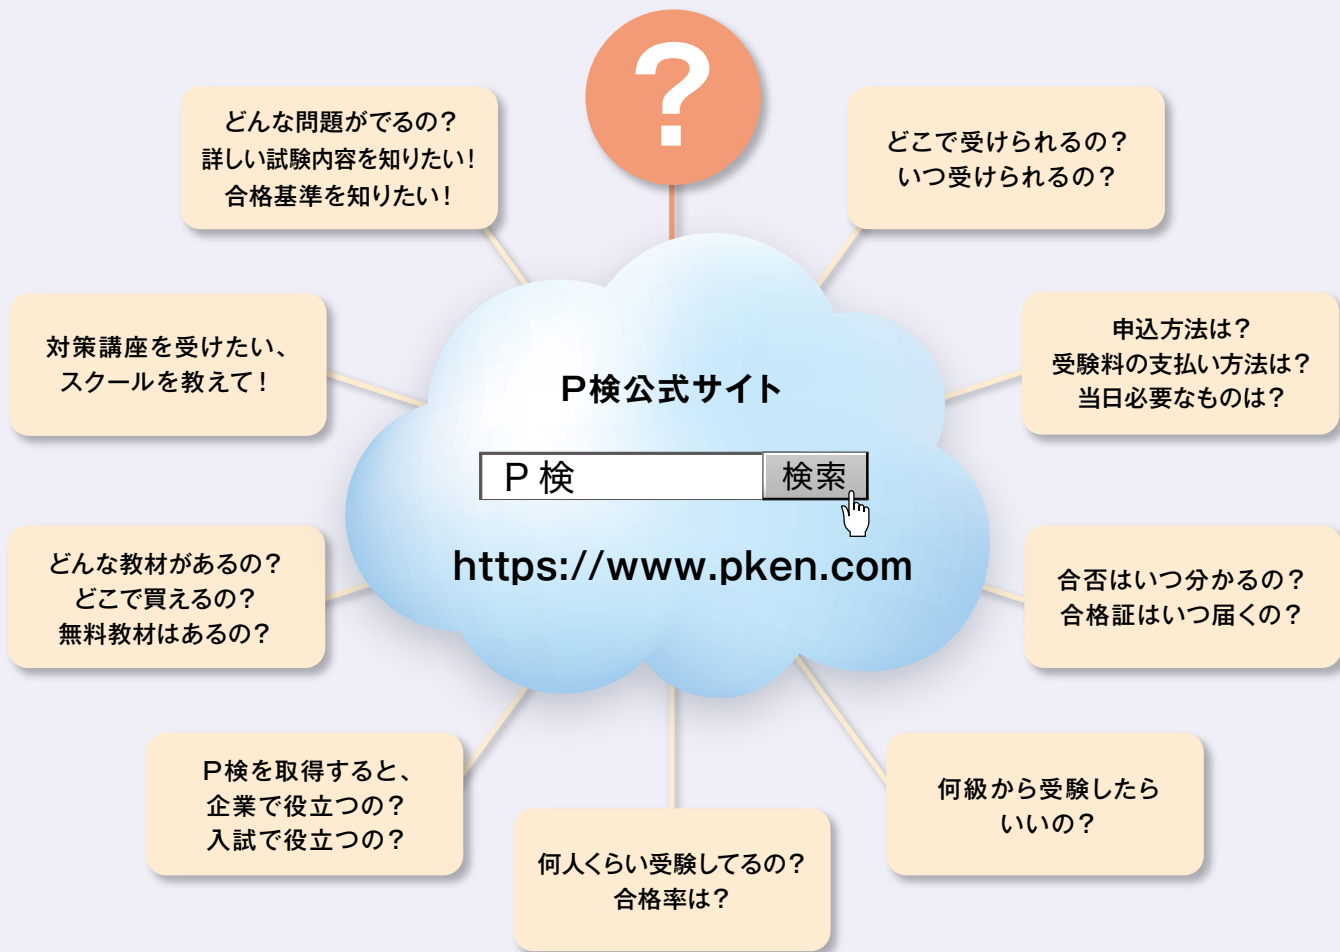 ?
どんな問題がでるの？
詳しい試験内容を知りたい！
合格基準を知りたい！
どこで受けられるの？
いつ受けられるの？
対策講座を受けたい、
スクールを教えて！
申込方法は？
受験料の支払い方法は？
当日必要なものは？
P検公式サイト
P検
検索
https://www.pken.com
どんな教材があるの？
どこで買えるの？
無料教材はあるの？
合否はいつ分かるの？
合格証はいつ届くの？
P検を取得すると、
企業で役立つの？
入試で役立つの？
何人くらい受験してるの？
合格率は？
何級から受験したら
いいの？